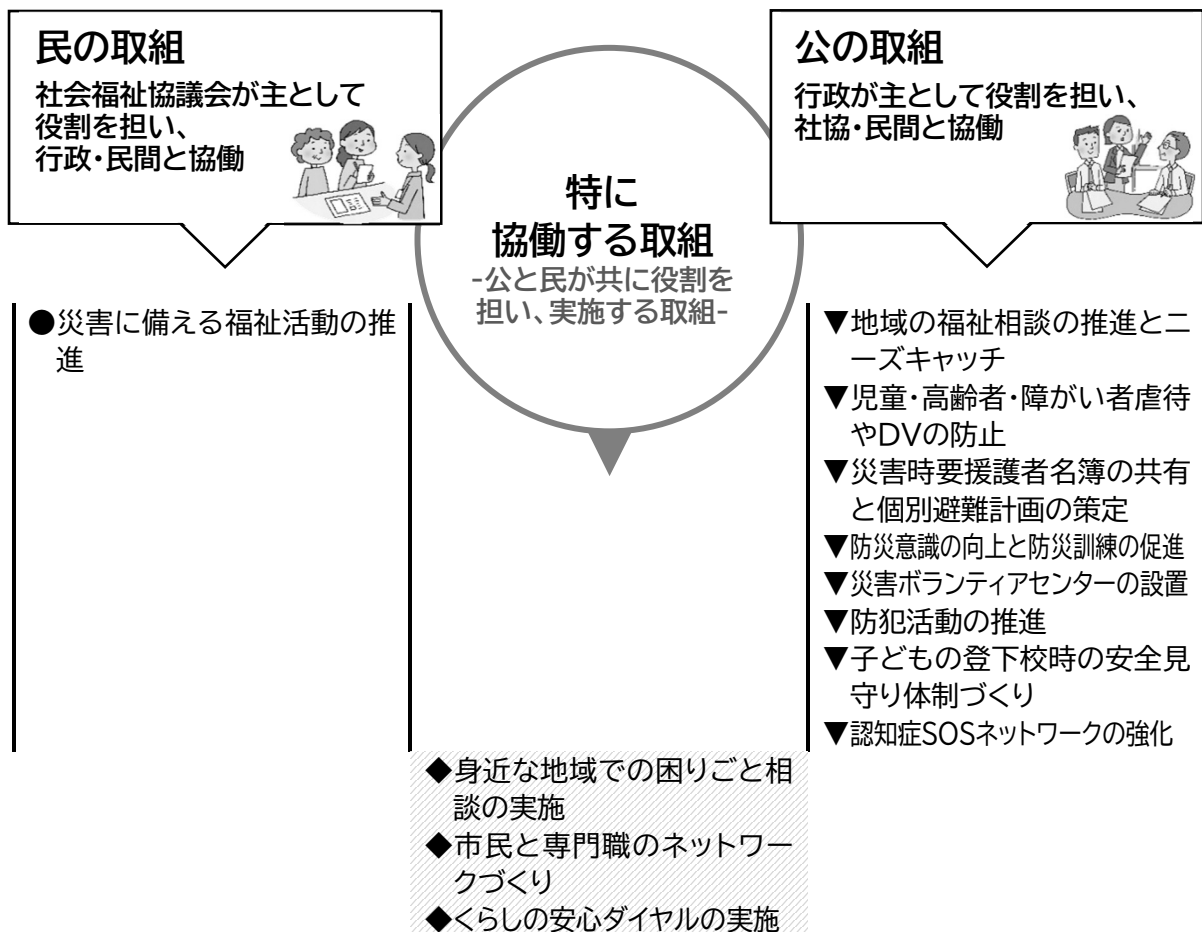 民の取組
社会福祉協議会が主として
役割を担い、
行政・民間と協働
特に
協働する取組
-公と民が共に役割を
担い、実施する取組-
公の取組
行政が主として役割を担い、
社協・民間と協働
●災害に備える福祉活動の推
進
▼地域の福祉相談の推進とニ
ーズキャッチ
▼児童・高齢者・障がい者虐待
やDVの防止
▼災害時要援護者名簿の共有
と個別避難計画の策定
▼防災意識の向上と防災訓練の促進
▼災害ボランティアセンターの設置
▼防犯活動の推進
▼子どもの登下校時の安全見
守り体制づくり
▼認知症SOSネットワークの強化
◆身近な地域での困りごと相
談の実施
◆市民と専門職のネットワー
クづくり
◆くらしの安心ダイヤルの実施